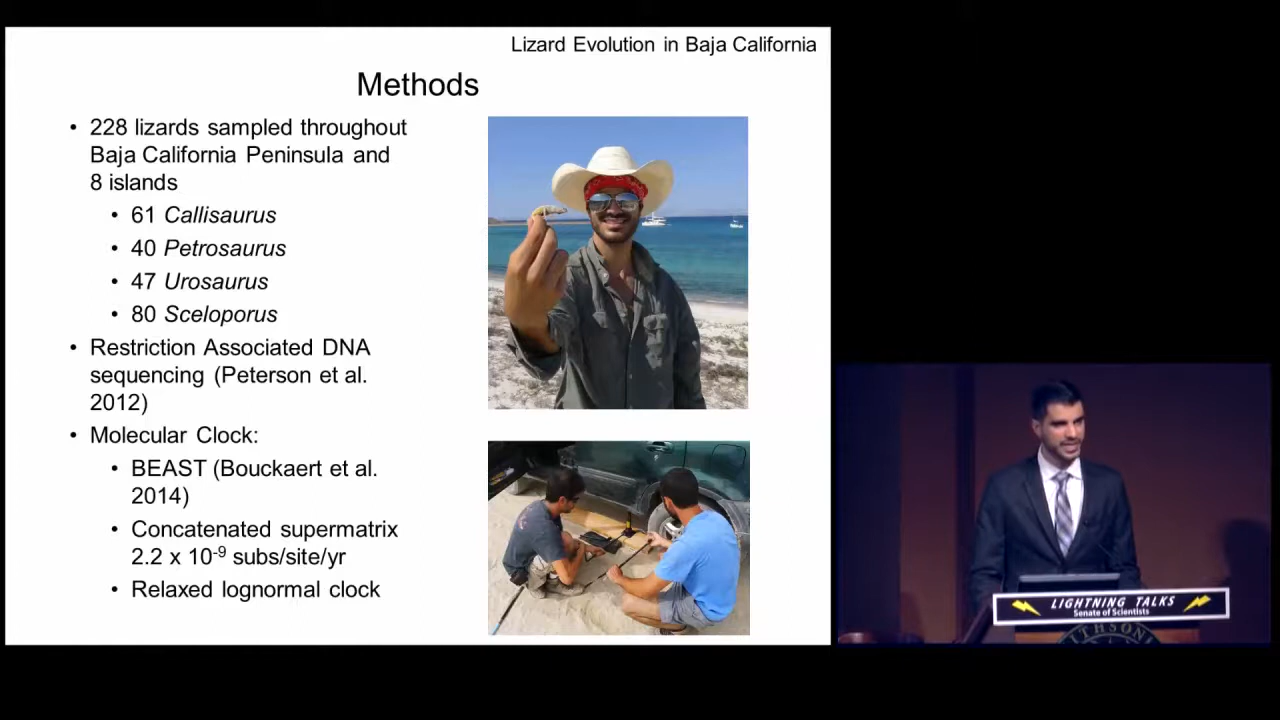 Lizard Evolution in Baja California
Methods
• 228 lizards sampled throughout
Baja California Peninsula and
8 islands
• 61 Callisaurus
• 40 Petrosaurus
• 47 Urosaurus
• 80 Sceloporus
• Restriction Associated DNA
sequencing (Peterson et al.
2012)
• Molecular Clock:
• BEAST (Bouckaert et al.
2014)
• Concatenated supermatrix
2.2 x 10⁻⁹ subs/site/yr
• Relaxed lognormal clock
LIGHTNING TALKS
Senate of Scientists